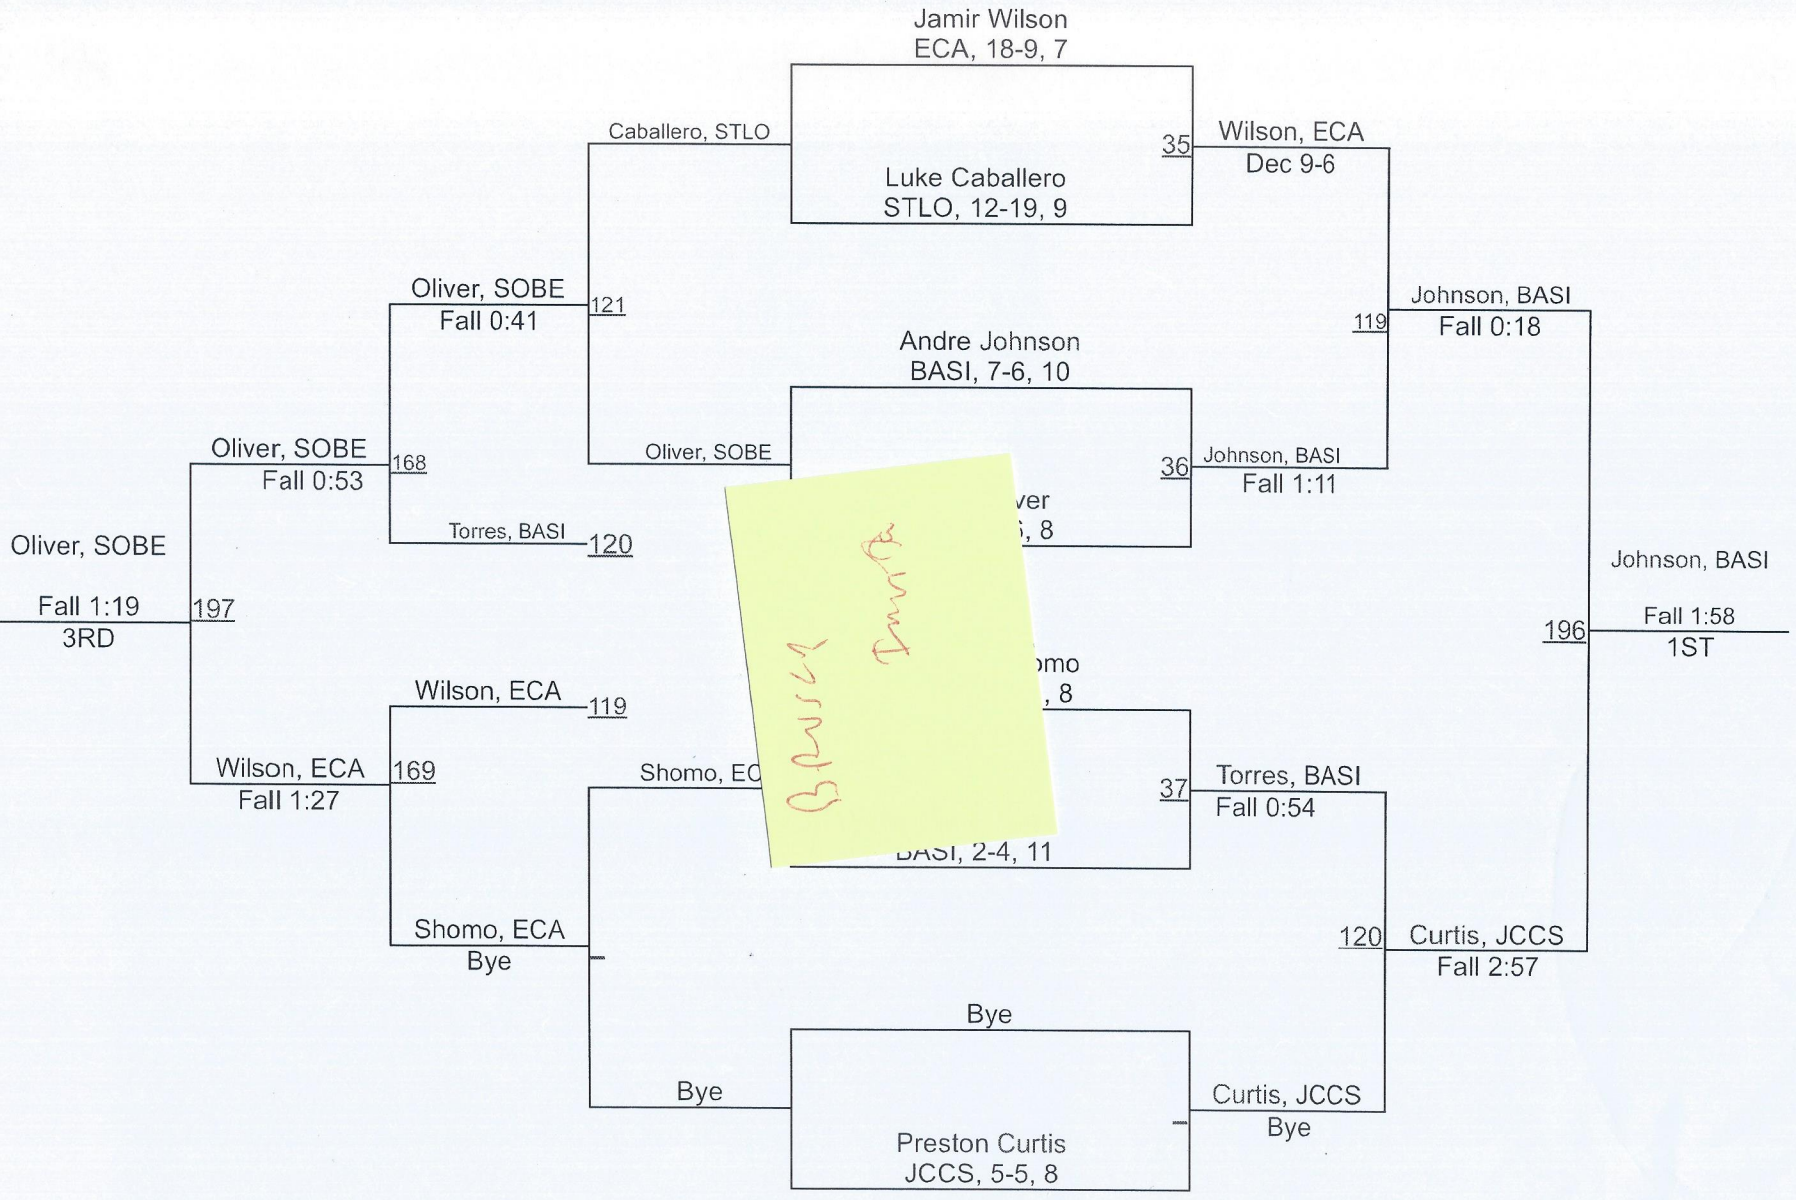 Jamir Wilson
ECA, 18-9, 7
Caballero, STLO
35
Wilson, ECA
Dec 9-6
Luke Caballero
STLO, 12-19, 9
Oliver, SOBE
Fall 0:41
121
Johnson, BASI
Fall 0:18
119
Andre Johnson
BASI, 7-6, 10
Oliver, SOBE
Fall 0:53
168
Oliver, SOBE
36
Johnson, BASI
Fall 1:11
ver
, 8
Torres, BASI
120
Oliver, SOBE
Fall 1:19
3RD
197
Johnson, BASI
Fall 1:58
1ST
196
omo
, 8
Wilson, ECA
119
Wilson, ECA
Fall 1:27
169
Shomo, EC
37
Torres, BASI
Fall 0:54
BASI, 2-4, 11
Shomo, ECA
Bye
120
Curtis, JCCS
Fall 2:57
Bye
Bye
Curtis, JCCS
Bye
Preston Curtis
JCCS, 5-5, 8